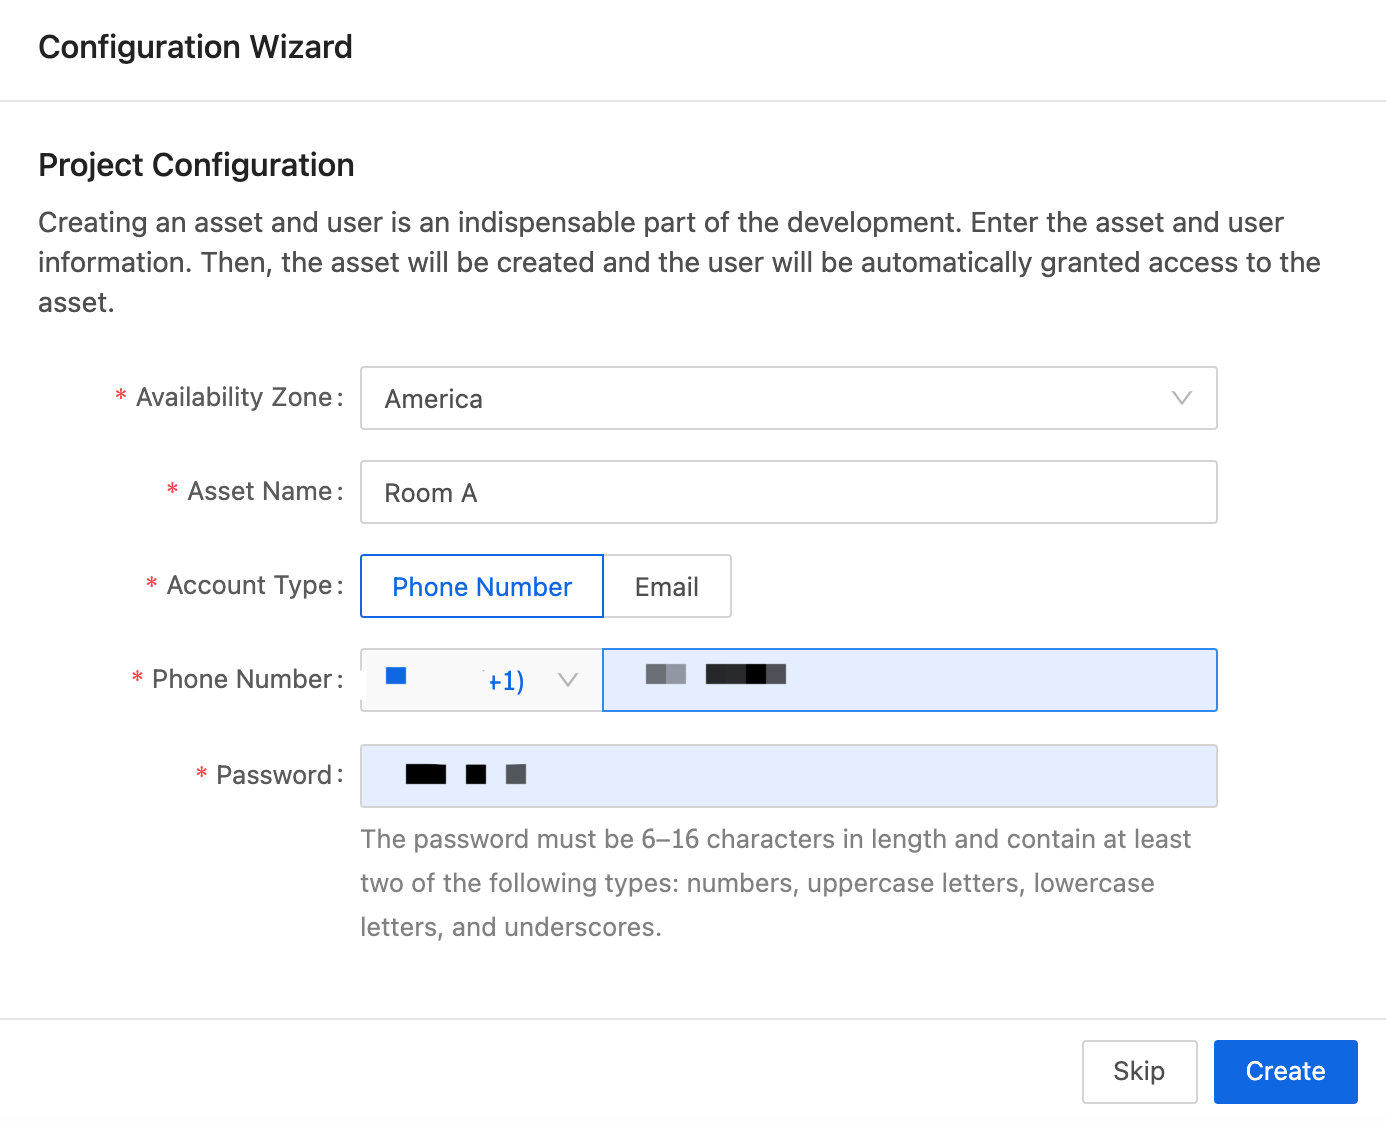 Configuration Wizard
Project Configuration
Creating an asset and user is an indispensable part of the development. Enter the asset and user
information. Then, the asset will be created and the user will be automatically granted access to the
asset.
* Availability Zone: America
* Asset Name: Room A
* Account Type: Phone Number Email
* Phone Number: +1)
* Password:
The password must be 6–16 characters in length and contain at least
two of the following types: numbers, uppercase letters, lowercase
letters, and underscores.
Skip Create